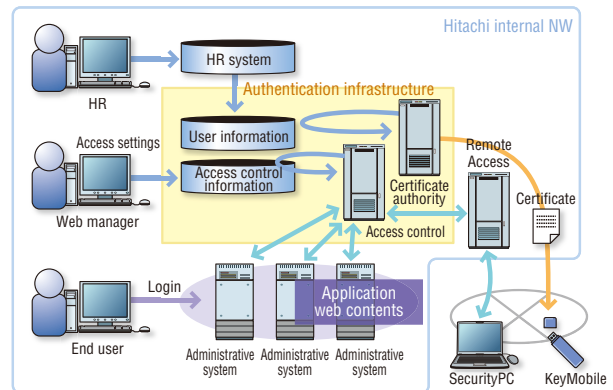 Hitachi internal NW
HR system
HR
Authentication infrastructure
User information
Access settings
Access control
information
Web manager
Certificate
authority
Remote
Access
Certificate
Access control
Login
End user
Application
web contents
Administrative
system
Administrative
system
Administrative
system
SecurityPC
KeyMobile